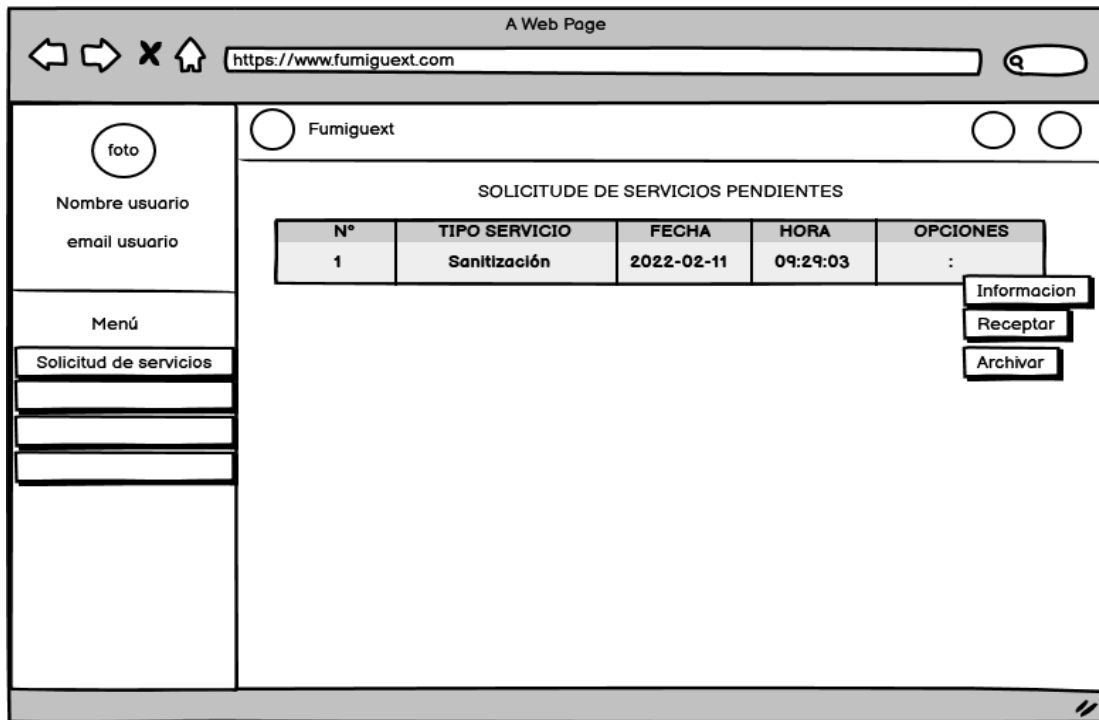 A Web Page
https://www.fumiguext.com
foto
Nombre usuario
email usuario
Menú
Solicitud de servicios
Fumiguext
SOLICITUDE DE SERVICIOS PENDIENTES
N° TIPO SERVICIO FECHA HORA OPCIONES
1 Sanitización 2022-02-11 09:29:03 :
Informacion
Receptar
Archivar